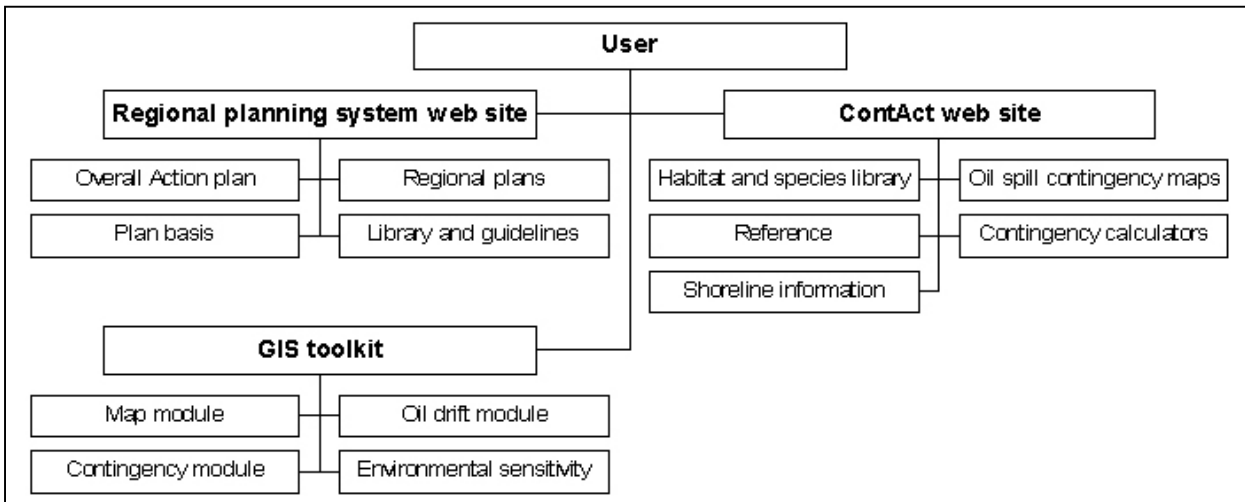 User
Regional planning system web site
ContAct web site
Overall Action plan
Regional plans
Habitat and species library
Oil spill contingency maps
Plan basis
Library and guidelines
Reference
Contingency calculators
Shoreline information
GIS toolkit
Map module
Oil drift module
Contingency module
Environmental sensitivity